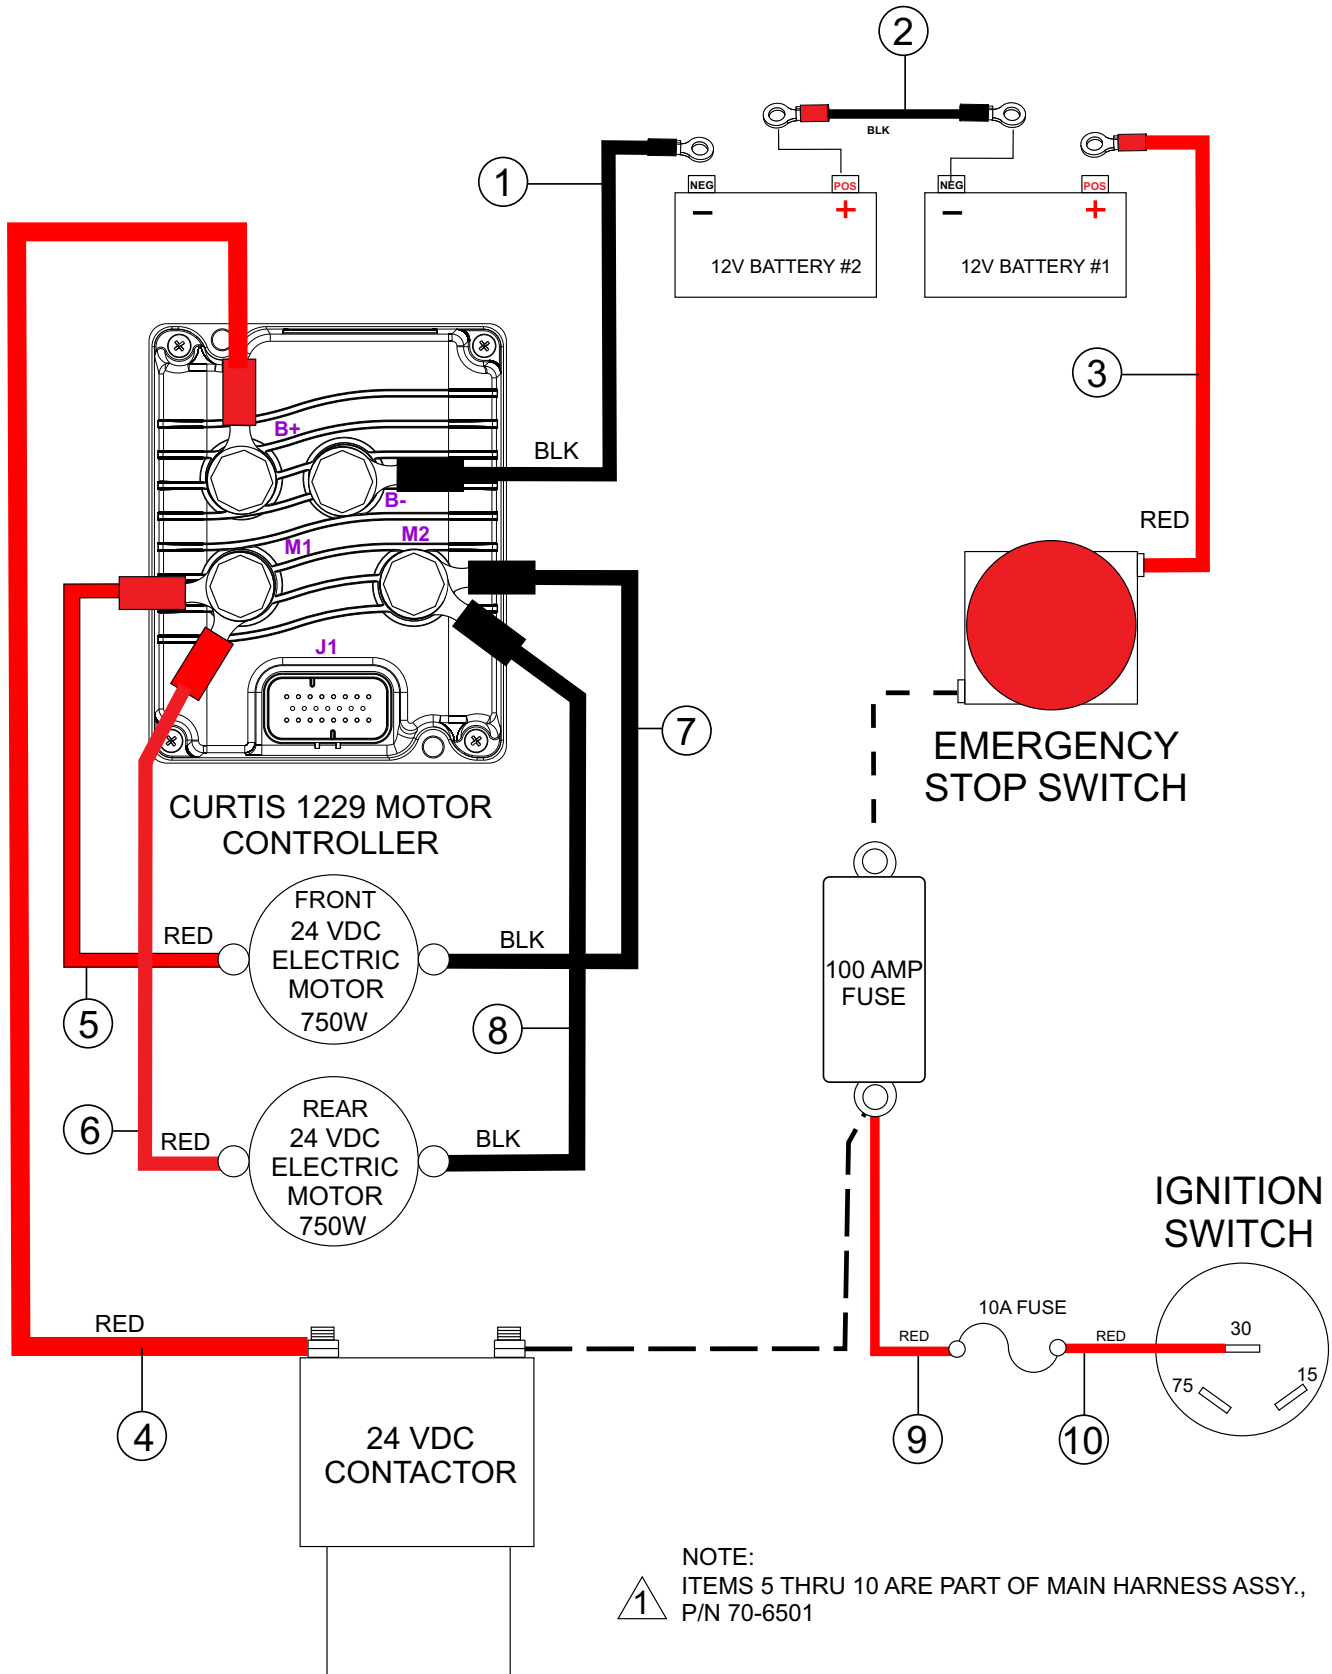 2
BLK
1
NEG
POS
NEG
POS
–
+
–
+
12V BATTERY #2
12V BATTERY #1
3
B+
BLK
B-
RED
M1
M2
J1
7
EMERGENCY
STOP SWITCH
CURTIS 1229 MOTOR
CONTROLLER
FRONT
24 VDC
ELECTRIC
MOTOR
750W
RED
BLK
100 AMP
FUSE
5
8
REAR
24 VDC
ELECTRIC
MOTOR
750W
6
RED
BLK
IGNITION
SWITCH
RED
10A FUSE
RED
RED
30
75
15
4
9
10
24 VDC
CONTACTOR
NOTE:
1
ITEMS 5 THRU 10 ARE PART OF MAIN HARNESS ASSY.,
P/N 70-6501